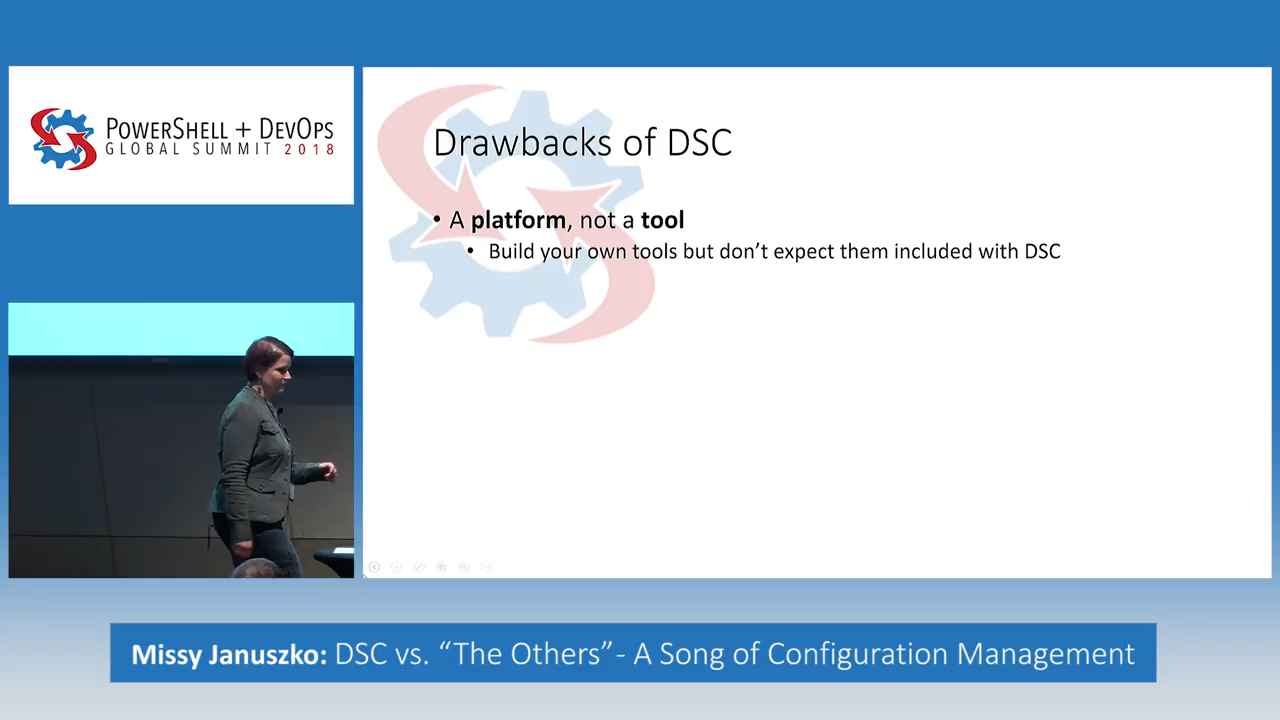 POWERSHELL + DEVOPS
GLOBAL SUMMIT 2018
Drawbacks of DSC
• A platform, not a tool
• Build your own tools but don’t expect them included with DSC
Missy Januszko: DSC vs. “The Others”- A Song of Configuration Management